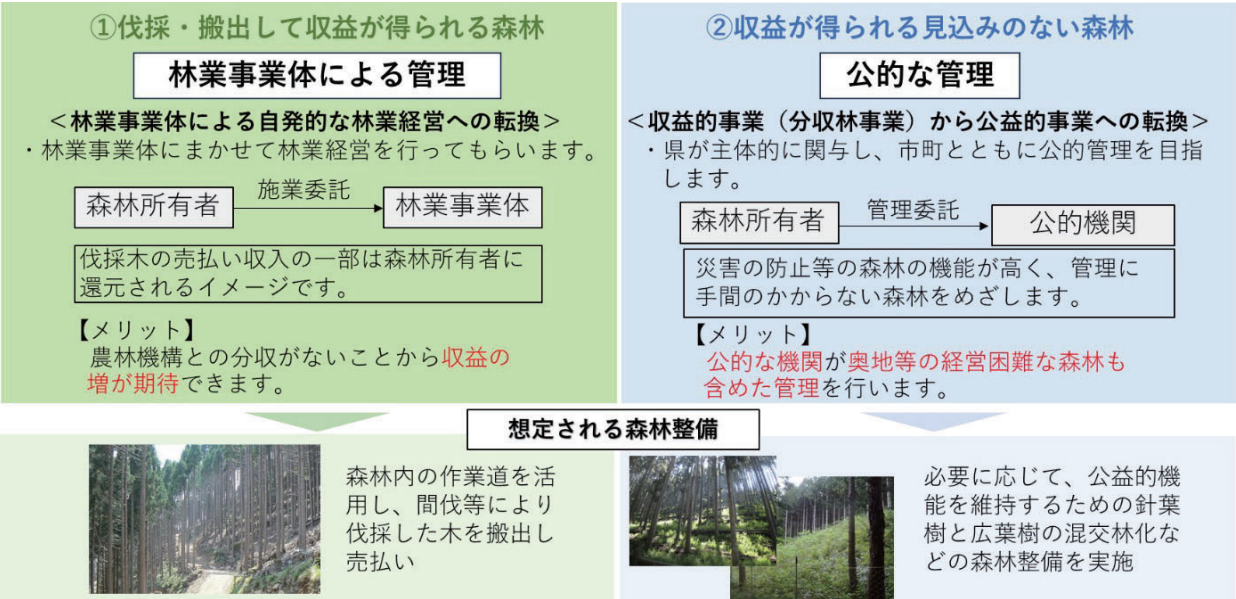 ①伐採・搬出して収益が得られる森林
林業事業体による管理
＜林業事業体による自発的な林業経営への転換＞
・林業事業体にまかせて林業経営を行ってもらいます。
森林所有者
施業委託
林業事業体
伐採木の売払い収入の一部は森林所有者に
還元されるイメージです。
【メリット】
農林機構との分収がないことから収益の
増が期待できます。
②収益が得られる見込みのない森林
公的な管理
＜収益的事業（分収林事業）から公益的事業への転換＞
・県が主体的に関与し、市町とともに公的管理を目指
します。
森林所有者
管理委託
公的機関
災害の防止等の森林の機能が高く、管理に
手間のかからない森林をめざします。
【メリット】
公的な機関が奥地等の経営困難な森林も
含めた管理を行います。
想定される森林整備
森林内の作業道を活
用し、間伐等により
伐採した木を搬出し
売払い
必要に応じて、公益的機
能を維持するための針葉
樹と広葉樹の混交林化な
どの森林整備を実施